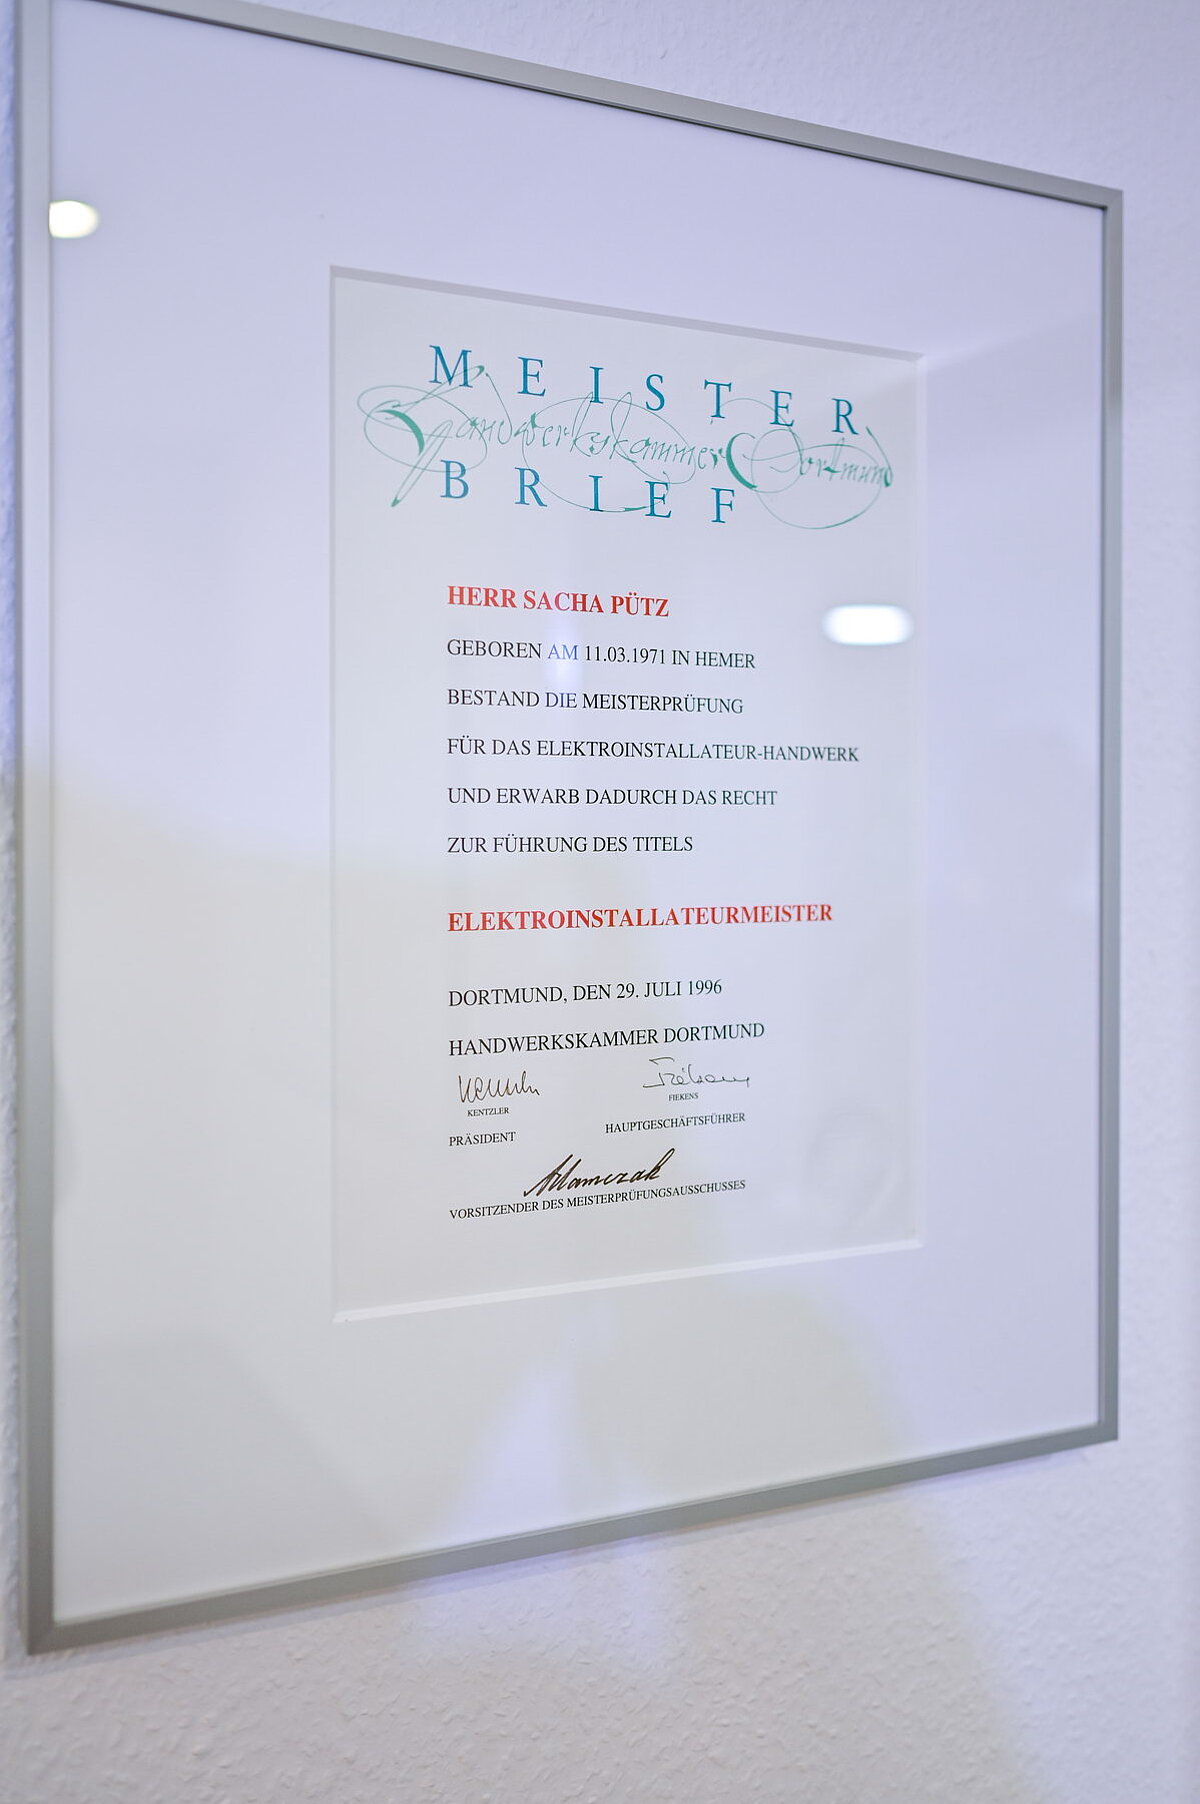 MEISTER
Handwerkskammer Dortmund
BRIEF
HERR SACHA PÜTZ
GEBOREN AM 11.03.1971 IN HEMER
BESTAND DIE MEISTERPRÜFUNG
FÜR DAS ELEKTROINSTALLATEUR-HANDWERK
UND ERWARB DADURCH DAS RECHT
ZUR FÜHRUNG DES TITELS
ELEKTROINSTALLATEURMEISTER
DORTMUND, DEN 29. JULI 1996
HANDWERKSKAMMER DORTMUND
KENTZLER FIEKENS
PRÄSIDENT HAUPTGESCHÄFTSFÜHRER
Adamczak
VORSITZENDER DES MEISTERPRÜFUNGSAUSSCHUSSES